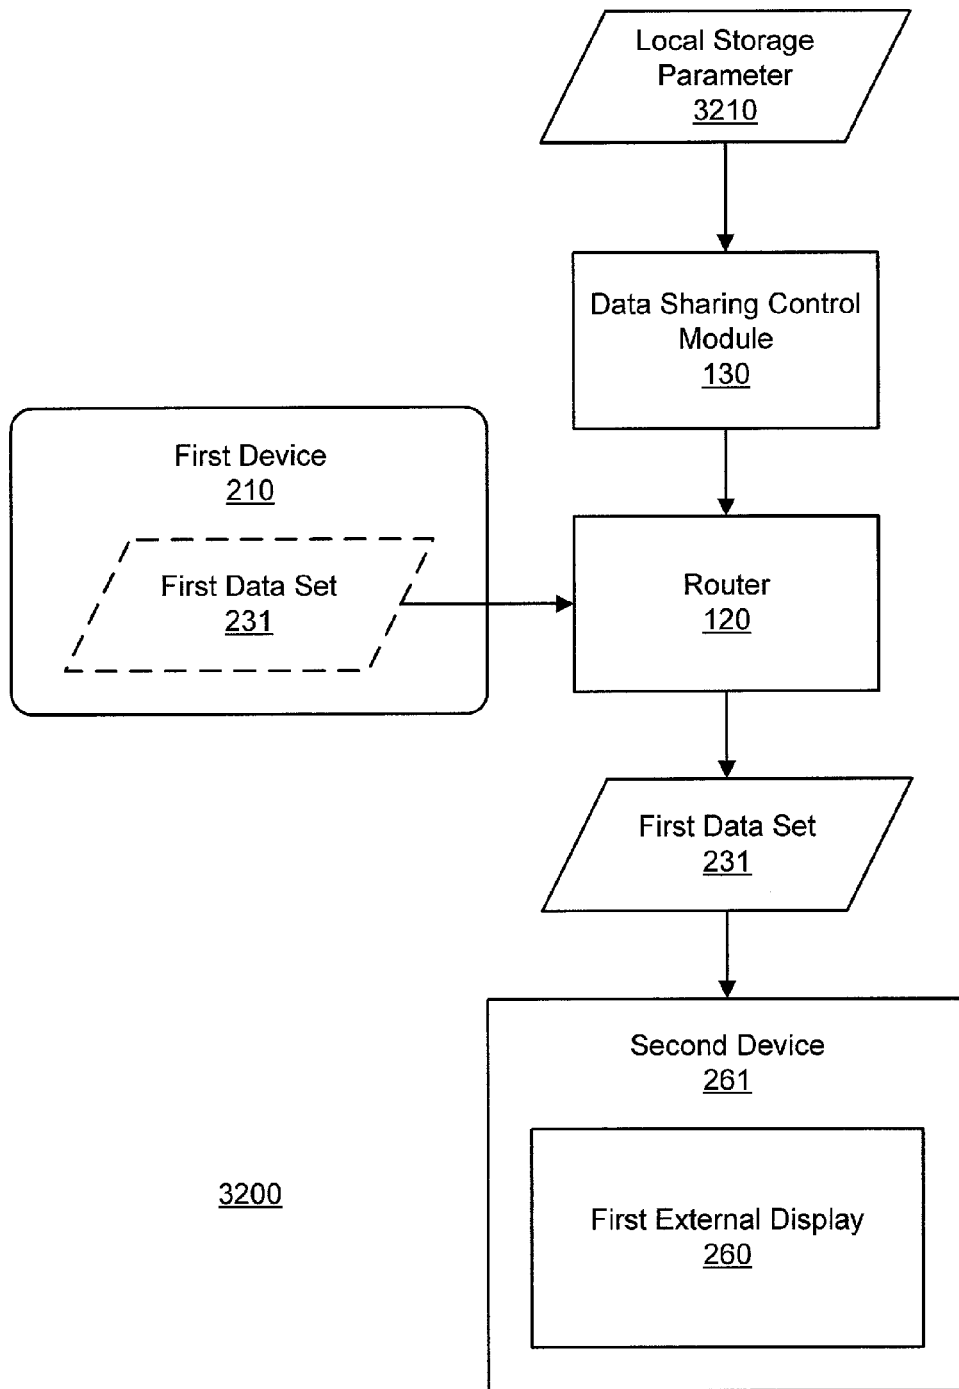 Local Storage
Parameter
3210
Data Sharing Control
Module
130
First Device
210
First Data Set
231
Router
120
First Data Set
231
Second Device
261
First External Display
260
3200